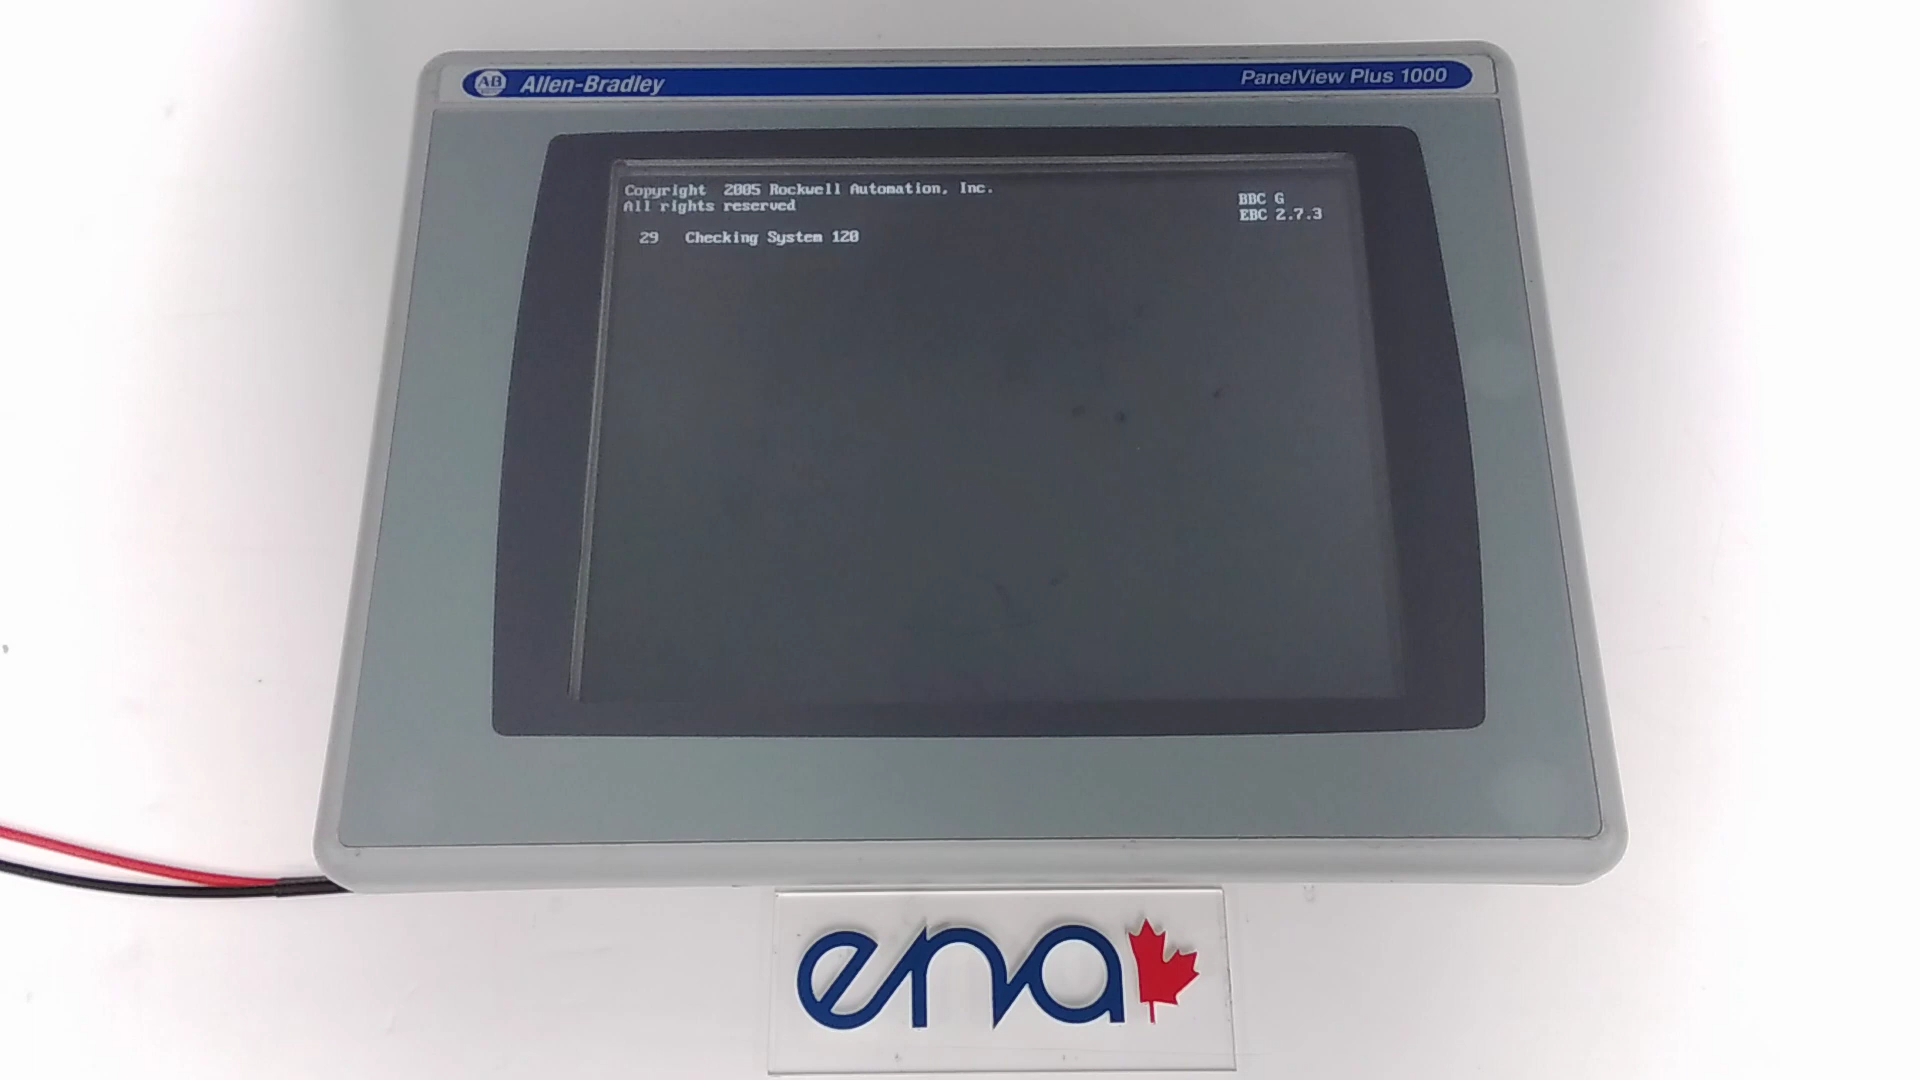 AB Allen-Bradley
PanelView Plus 1000
Copyright 2005 Rockwell Automation, Inc.
All rights reserved
BBC G
EBC 2.7.3
29 Checking System 120
ena